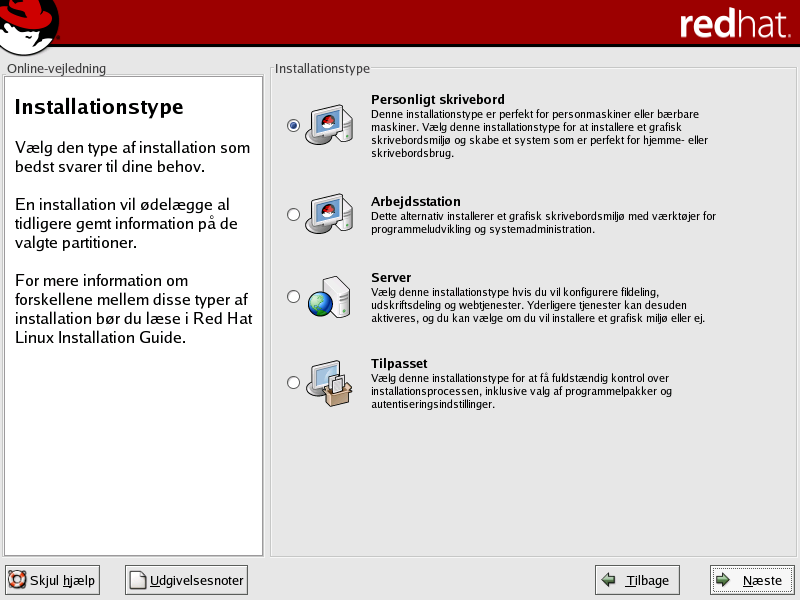 redhat.
Online-vejledning
Installationstype
Vælg den type af installation som
bedst svarer til dine behov.
En installation vil ødelægge al
tidligere gemt information på de
valgte partitioner.
For mere information om
forskellene mellem disse typer af
installation bør du læse i Red Hat
Linux Installation Guide.
Installationstype
Personligt skrivebord
Denne installationstype er perfekt for personmaskiner eller bærbare
maskiner. Vælg denne installationstype for at installere et grafisk
skrivebordsmiljø og skabe et system som er perfekt for hjemme- eller
skrivebordsbrug.
Arbejdsstation
Dette alternativ installerer et grafisk skrivebordsmiljø med værktøjer for
programmeludvikling og systemadministration.
Server
Vælg denne installationstype hvis du vil konfigurere fildeling,
udskriftsdeling og webtjenester. Yderligere tjenester kan desuden
aktiveres, og du kan vælge om du vil installere et grafisk miljø eller ej.
Tilpasset
Vælg denne installationstype for at få fuldstændig kontrol over
installationsprocessen, inklusive valg af programmelpakker og
autentiseringsindstillinger.
Skjul hjælp
Udgivelsesnoter
Tilbage
Næste